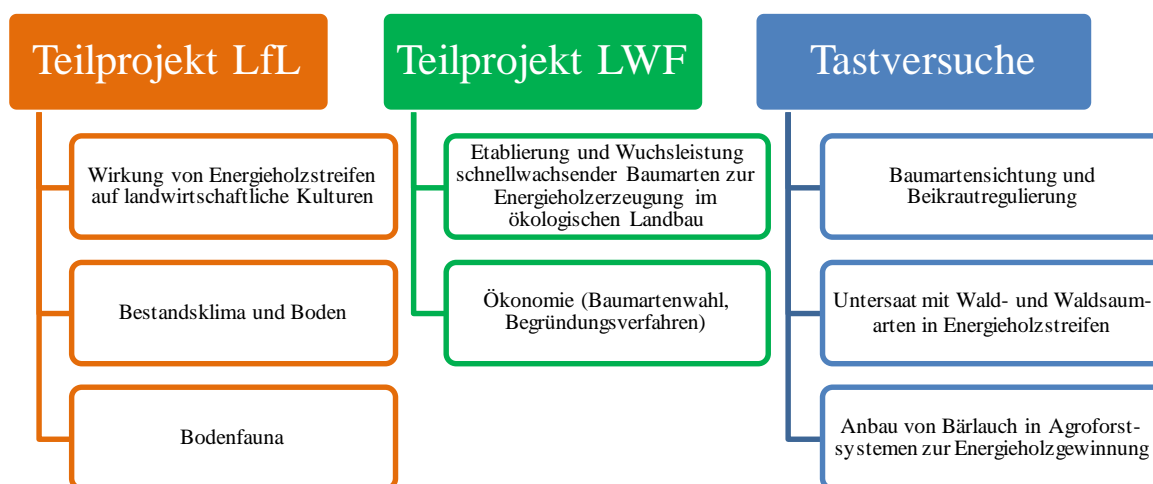 Teilprojekt LfL
Wirkung von Energieholzstreifen
auf landwirtschaftliche Kulturen
Bestandsklima und Boden
Bodenfauna
Teilprojekt LWF
Etablierung und Wuchsleistung
schnellwachsender Baumarten zur
Energieholzerzeugung im
ökologischen Landbau
Ökonomie (Baumartenwahl,
Begründungsverfahren)
Tastversuche
Baumartensichtung und
Beikrautregulierung
Untersaat mit Wald- und Waldsaum-
arten in Energieholzstreifen
Anbau von Bärlauch in Agroforst-
systemen zur Energieholzgewinnung